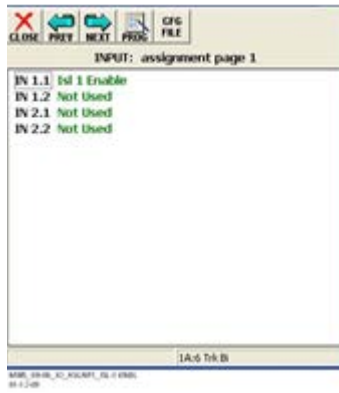 CLOSE PREV NEXT PROG CFG FILE
INPUT: assignment page 1
IN 1.1 Isl 1 Enable
IN 1.2 Not Used
IN 2.1 Not Used
IN 2.2 Not Used
1A:6 Trk Bi